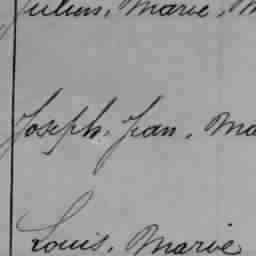 Julien, Marie,
Joseph, Jean, Ma
Louis, Marie